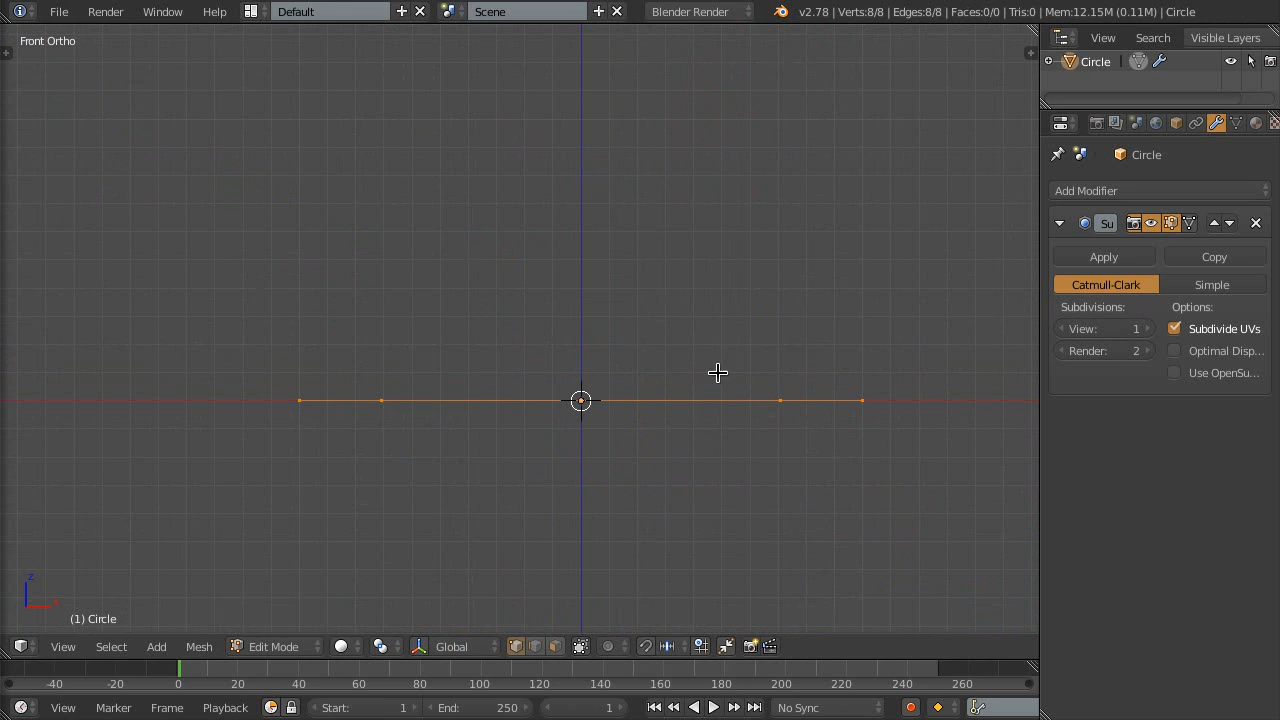 File Render Window Help Default Scene Blender Render v2.78 | Verts:8/8 | Edges:8/8 | Faces:0/0 | Tris:0 | Mem:12.15M (0.11M) | Circle
Front Ortho
View Search Visible Layers
Circle
Circle
Add Modifier
Su
Apply Copy
Catmull-Clark Simple
Subdivisions: Options:
View: 1 Subdivide UVs
Render: 2 Optimal Disp...
Use OpenSu...
z
x
(1) Circle
View Select Add Mesh Edit Mode Global
-40 -20 0 20 40 60 80 100 120 140 160 180 200 220 240 260
View Marker Frame Playback Start: 1 End: 250 1 No Sync